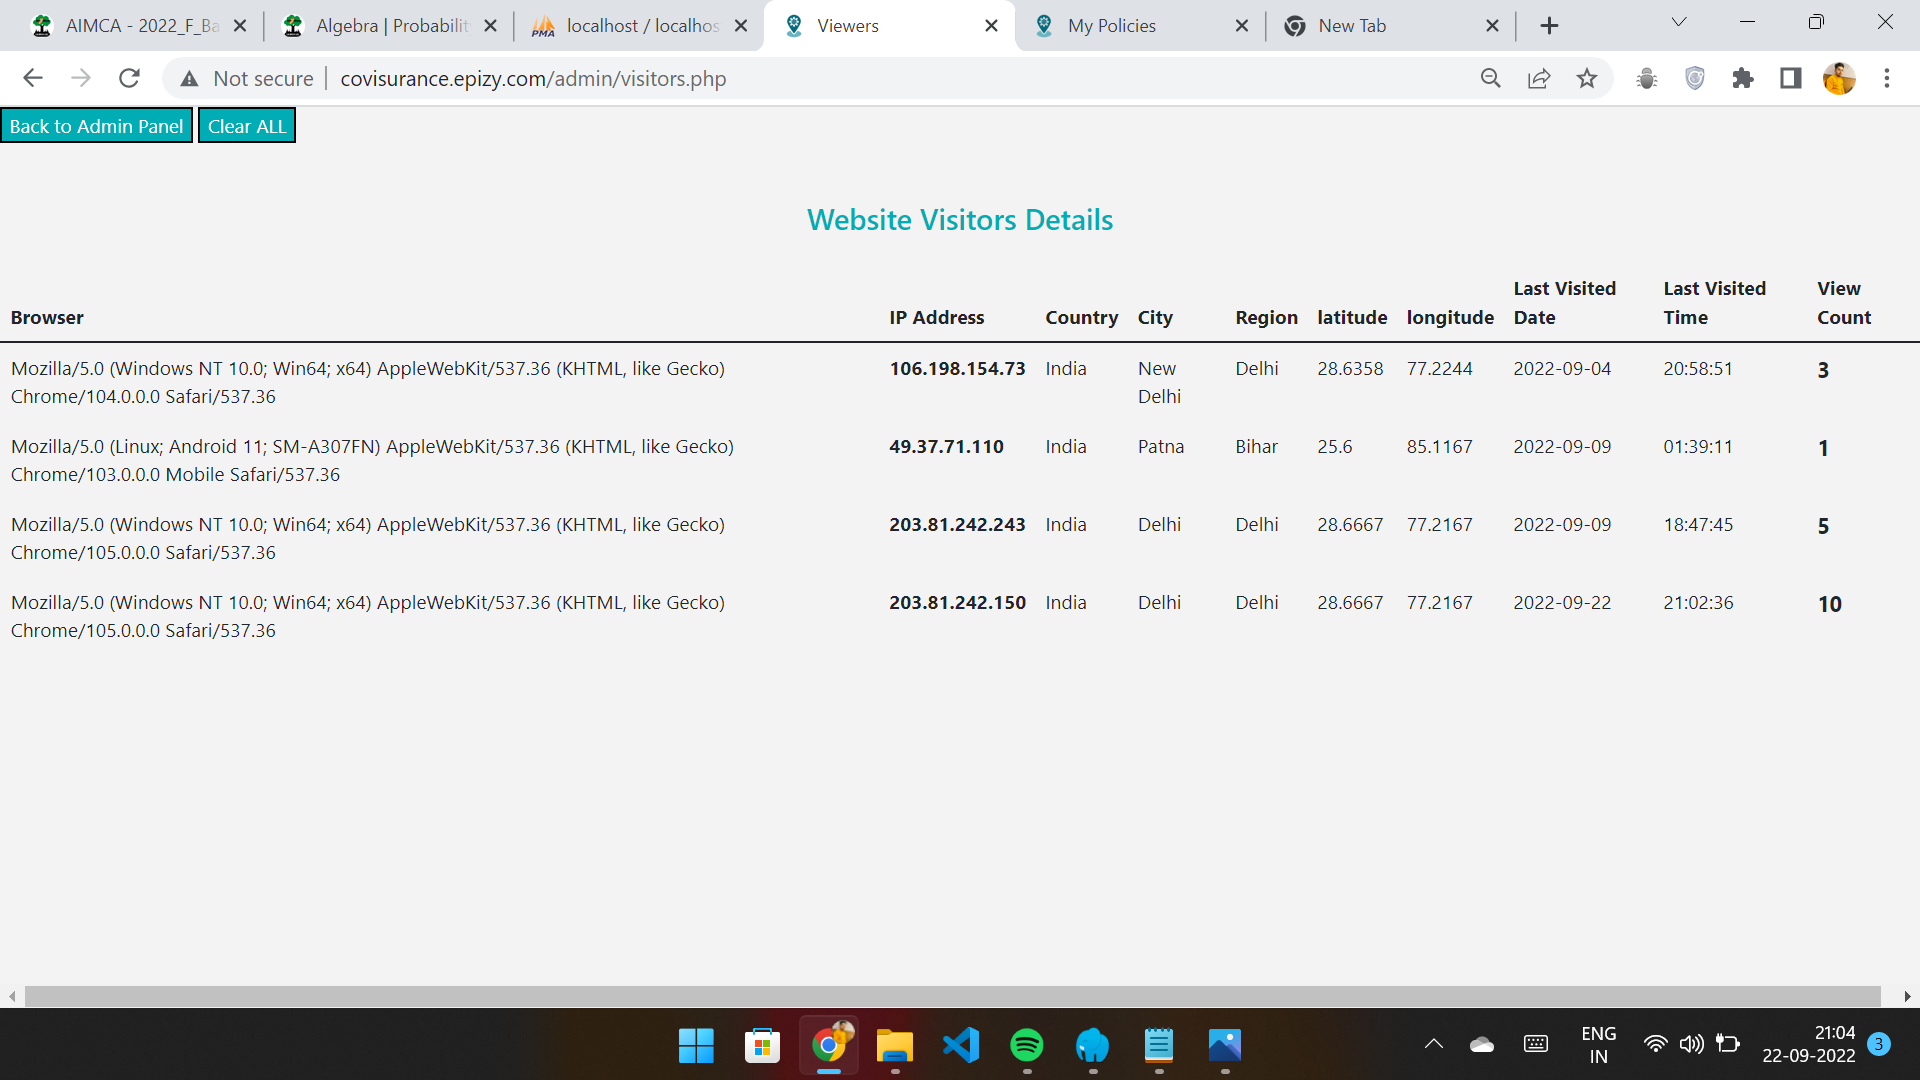 AIMCA - 2022_F_Ba
Algebra | Probabilit
localhost / localhos
Viewers
My Policies
New Tab
Not secure
covisurance.epizy.com/admin/visitors.php
Back to Admin Panel
Clear ALL
Website Visitors Details
Browser IP Address Country City Region latitude longitude Last Visited Date Last Visited Time View Count
Mozilla/5.0 (Windows NT 10.0; Win64; x64) AppleWebKit/537.36 (KHTML, like Gecko) 106.198.154.73 India New Delhi 28.6358 77.2244 2022-09-04 20:58:51 3
Chrome/104.0.0.0 Safari/537.36 Delhi
Mozilla/5.0 (Linux; Android 11; SM-A307FN) AppleWebKit/537.36 (KHTML, like Gecko) 49.37.71.110 India Patna Bihar 25.6 85.1167 2022-09-09 01:39:11 1
Chrome/103.0.0.0 Mobile Safari/537.36
Mozilla/5.0 (Windows NT 10.0; Win64; x64) AppleWebKit/537.36 (KHTML, like Gecko) 203.81.242.243 India Delhi Delhi 28.6667 77.2167 2022-09-09 18:47:45 5
Chrome/105.0.0.0 Safari/537.36
Mozilla/5.0 (Windows NT 10.0; Win64; x64) AppleWebKit/537.36 (KHTML, like Gecko) 203.81.242.150 India Delhi Delhi 28.6667 77.2167 2022-09-22 21:02:36 10
Chrome/105.0.0.0 Safari/537.36
ENG
IN
21:04
22-09-2022
3